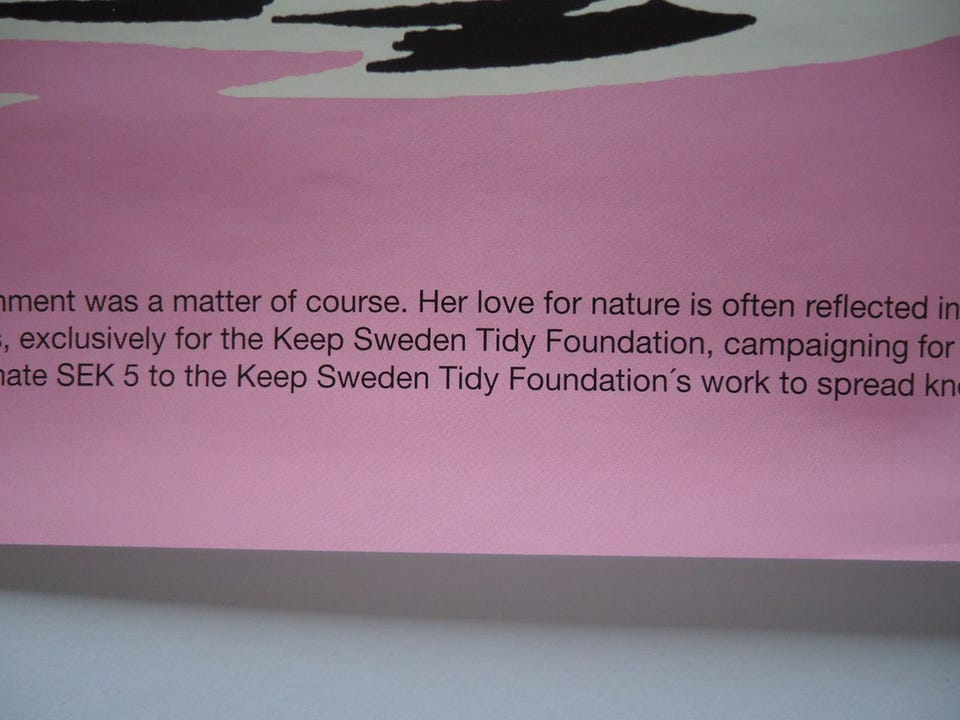 nment was a matter of course. Her love for nature is often reflected in
s, exclusively for the Keep Sweden Tidy Foundation, campaigning for
nate SEK 5 to the Keep Sweden Tidy Foundation´s work to spread kno